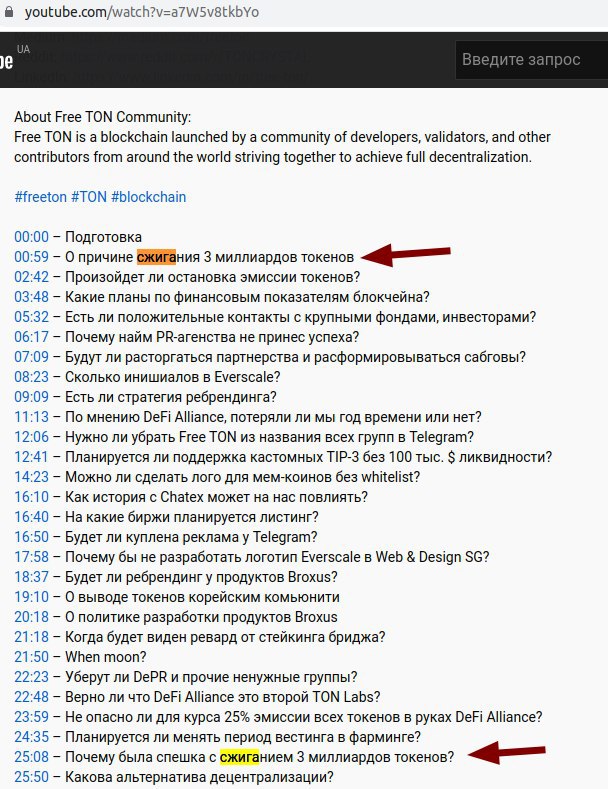 youtube.com/watch?v=a7W5v8tkbYo
be UA
Введите запрос
About Free TON Community:
Free TON is a blockchain launched by a community of developers, validators, and other
contributors from around the world striving together to achieve full decentralization.
#freeton #TON #blockchain
00:00 – Подготовка
00:59 – О причине сжигания 3 миллиардов токенов
02:42 – Произойдет ли остановка эмиссии токенов?
03:48 – Какие планы по финансовым показателям блокчейна?
05:32 – Есть ли положительные контакты с крупными фондами, инвесторами?
06:17 – Почему найм PR-агенства не принес успеха?
07:09 – Будут ли расторгаться партнерства и расформировываться сабговы?
08:23 – Сколько инишиалов в Everscale?
09:09 – Есть ли стратегия ребрендинга?
11:13 – По мнению DeFi Alliance, потеряли ли мы год времени или нет?
12:06 – Нужно ли убрать Free TON из названия всех групп в Telegram?
12:41 – Планируется ли поддержка кастомных TIP-3 без 100 тыс. $ ликвидности?
14:23 – Можно ли сделать лого для мем-коинов без whitelist?
16:10 – Как история с Chatex может на нас повлиять?
16:40 – На какие биржи планируется листинг?
16:50 – Будет ли куплена реклама у Telegram?
17:58 – Почему бы не разработать логотип Everscale в Web & Design SG?
18:37 – Будет ли ребрендинг у продуктов Broxus?
19:10 – О выводе токенов корейским комьюнити
20:18 – О политике разработки продуктов Broxus
21:18 – Когда будет виден ревард от стейкинга бриджа?
21:50 – When moon?
22:23 – Уберут ли DePR и прочие ненужные группы?
22:48 – Верно ли что DeFi Alliance это второй TON Labs?
23:59 – Не опасно ли для курса 25% эмиссии всех токенов в руках DeFi Alliance?
24:35 – Планируется ли менять период вестинга в фарминге?
25:08 – Почему была спешка с сжиганием 3 миллиардов токенов?
25:50 – Какова альтернатива децентрализации?